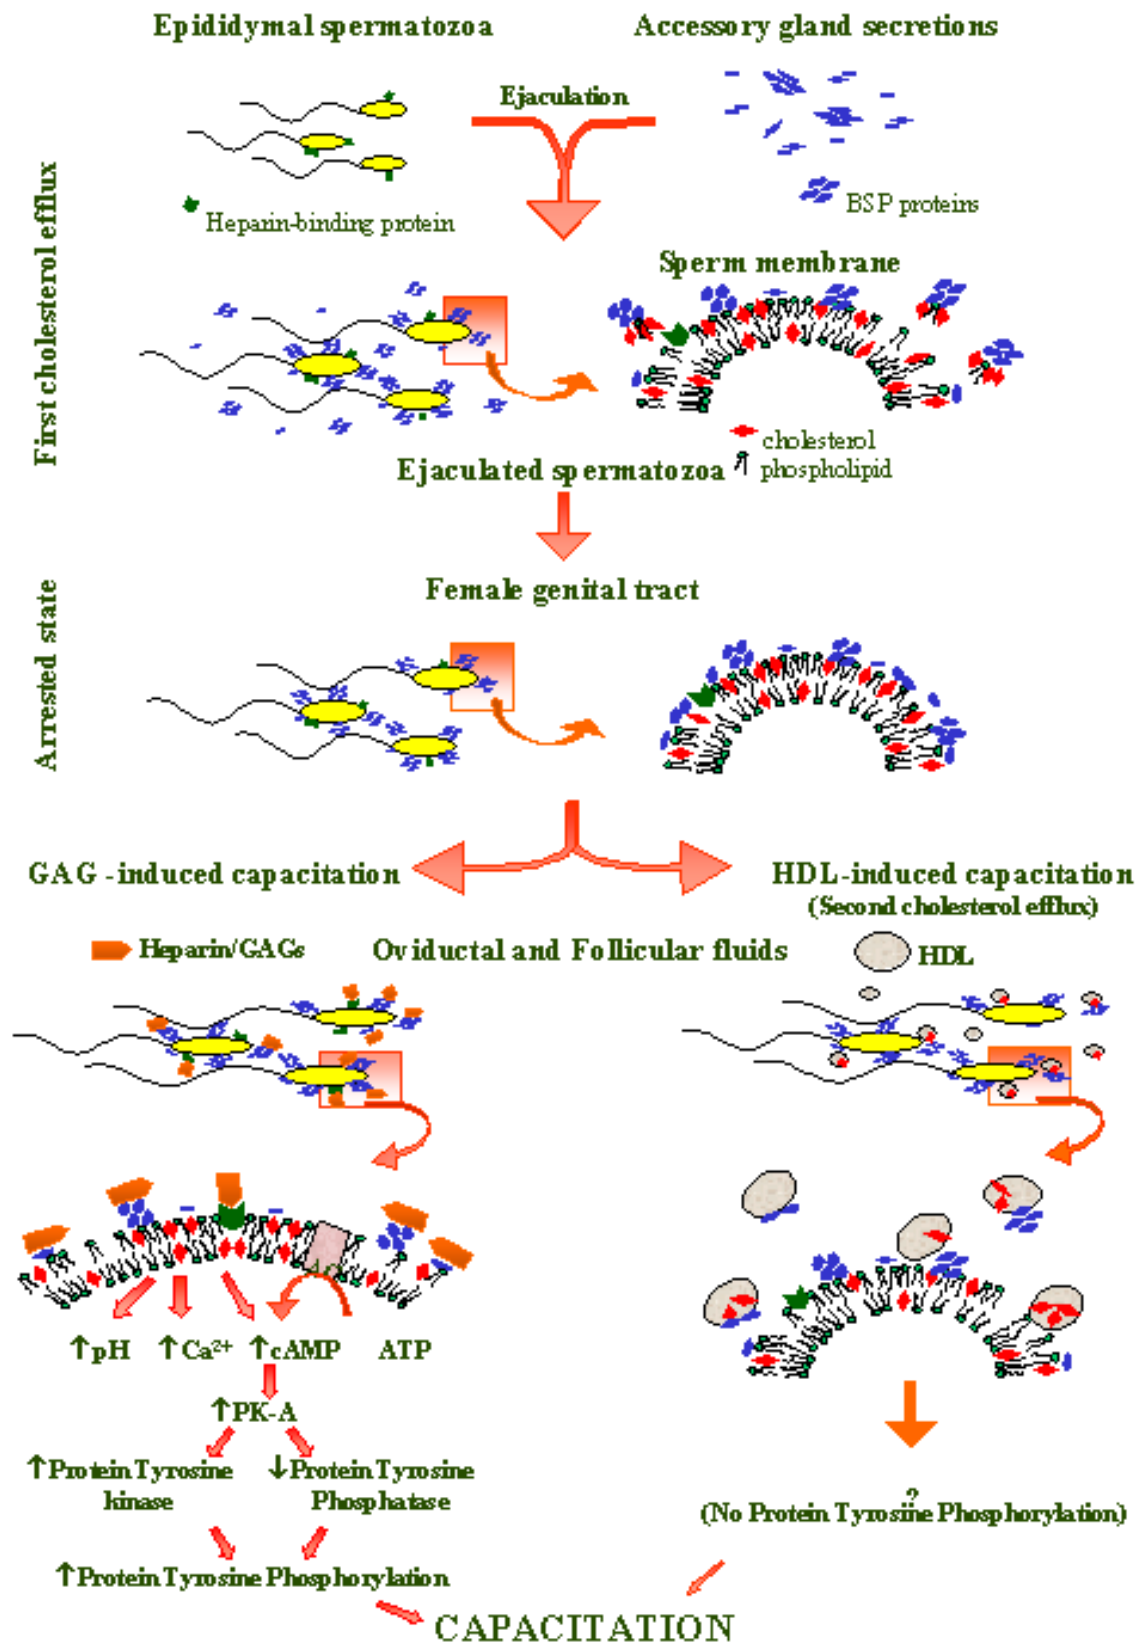 Epididymal spermatozoa
Accessory gland secretions
Ejaculation
Heparin-binding protein
BSP proteins
First cholesterol efflux
Sperm membrane
cholesterol
phospholipid
Ejaculated spermatozoa
Female genital tract
Arrested state
GAG -induced capacitation
HDL-induced capacitation
(Second cholesterol efflux)
Heparin/GAGs
Oviductal and Follicular fluids
HDL
↑pH ↑Ca²⁺ ↑cAMP ATP
↑PK-A
↑Protein Tyrosine
kinase
↓Protein Tyrosine
Phosphatase
?
(No Protein Tyrosine Phosphorylation)
↑Protein Tyrosine Phosphorylation
CAPACITATION